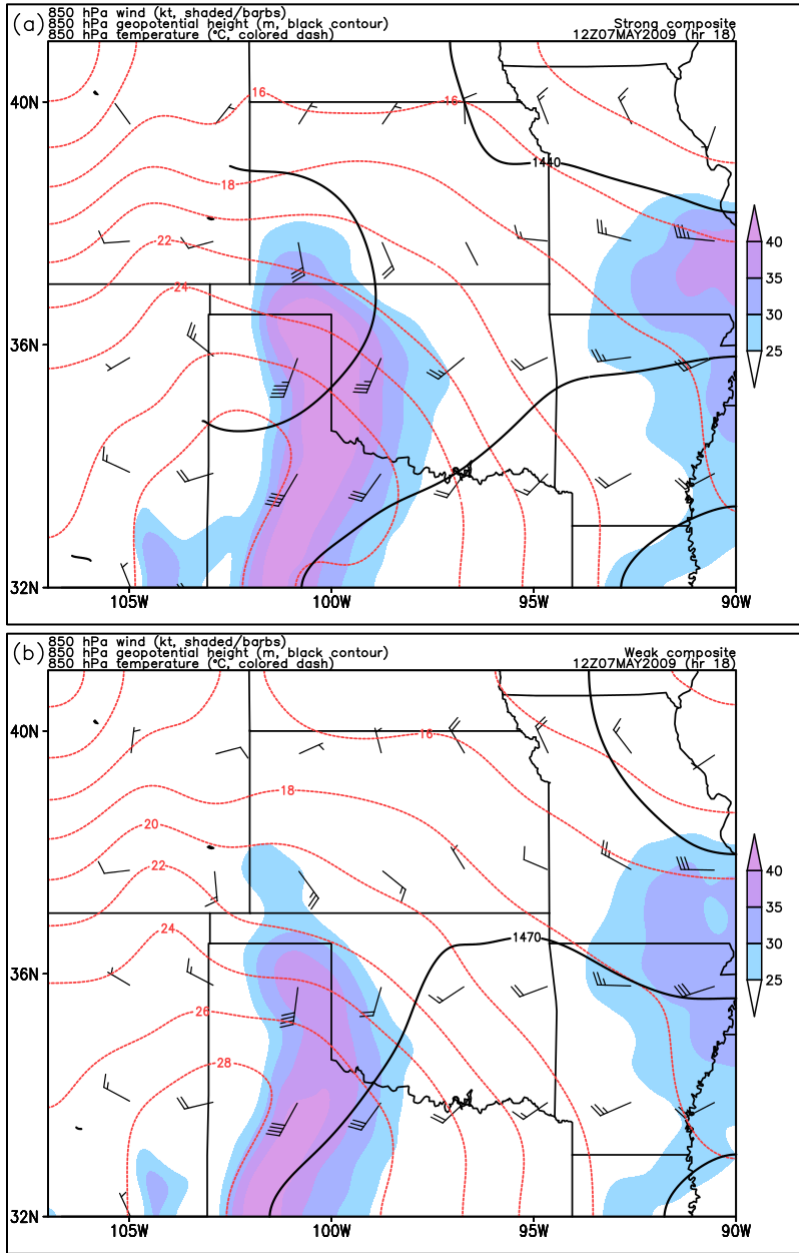 (a) 850 hPa wind (kt, shaded/barbs)
850 hPa geopotential height (m, black contour) Strong composite
850 hPa temperature (°C, colored dash) 12Z07MAY2009 (hr 18)
40N
16
16
1440
18
22
40
24
35
36N
30
25
32N
105W 100W 95W 90W
(b) 850 hPa wind (kt, shaded/barbs)
850 hPa geopotential height (m, black contour) Weak composite
850 hPa temperature (°C, colored dash) 12Z07MAY2009 (hr 18)
40N
16
18
20
22
40
24
1470
35
36N
30
26
25
28
32N
105W 100W 95W 90W